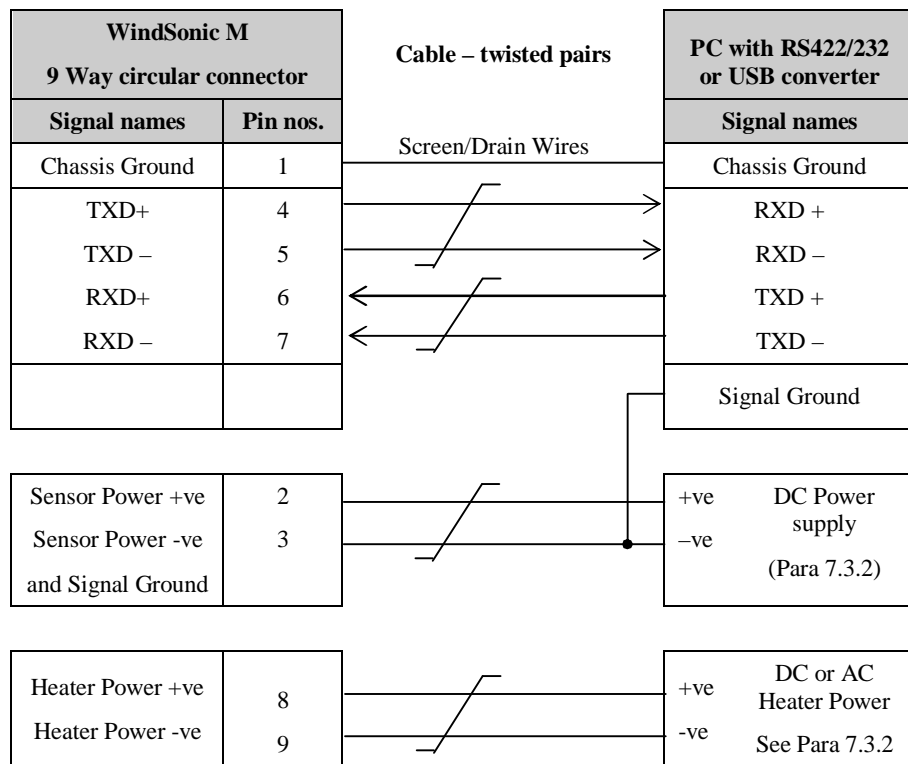 WindSonic M
9 Way circular connector
Cable – twisted pairs
PC with RS422/232
or USB converter
Signal names Pin nos.
Signal names
Screen/Drain Wires
Chassis Ground 1
Chassis Ground
TXD+ 4
RXD +
TXD – 5
RXD –
RXD+ 6
TXD +
RXD – 7
TXD –
Signal Ground
Sensor Power +ve 2
+ve DC Power
supply
Sensor Power -ve 3
–ve
and Signal Ground
(Para 7.3.2)
Heater Power +ve 8
+ve DC or AC
Heater Power
Heater Power -ve 9
-ve See Para 7.3.2